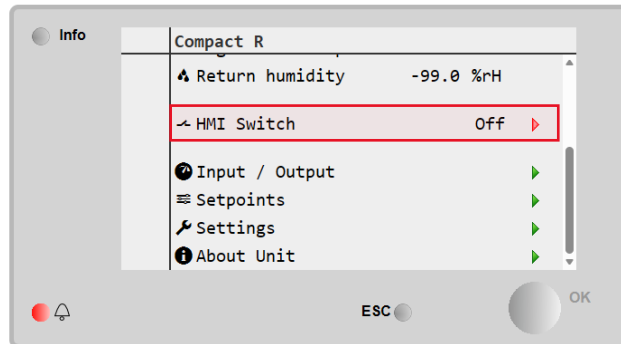 Info
Compact R
Return humidity -99.0 %rH
HMI Switch Off
Input / Output
Setpoints
Settings
About Unit
ESC
OK